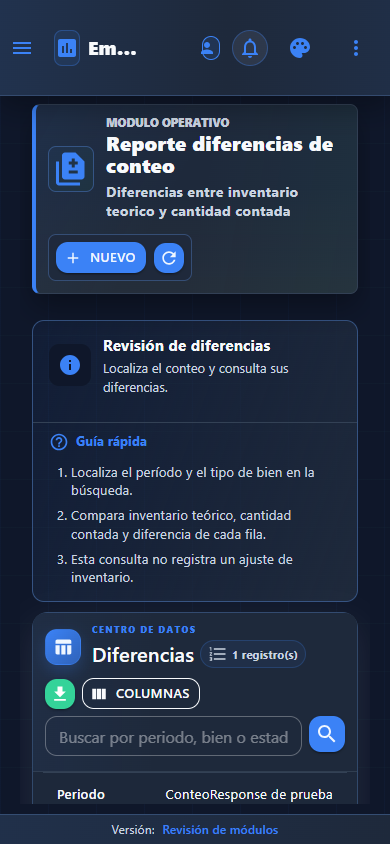 Em...
MODULO OPERATIVO
Reporte diferencias de
conteo
Diferencias entre inventario
teorico y cantidad contada
NUEVO
Revisión de diferencias
Localiza el conteo y consulta sus
diferencias.
Guía rápida
1. Localiza el período y el tipo de bien en la
búsqueda.
2. Compara inventario teórico, cantidad
contada y diferencia de cada fila.
3. Esta consulta no registra un ajuste de
inventario.
CENTRO DE DATOS
Diferencias 1 registro(s)
COLUMNAS
Buscar por periodo, bien o estad
Periodo ConteoResponse de prueba
Versión: Revisión de módulos